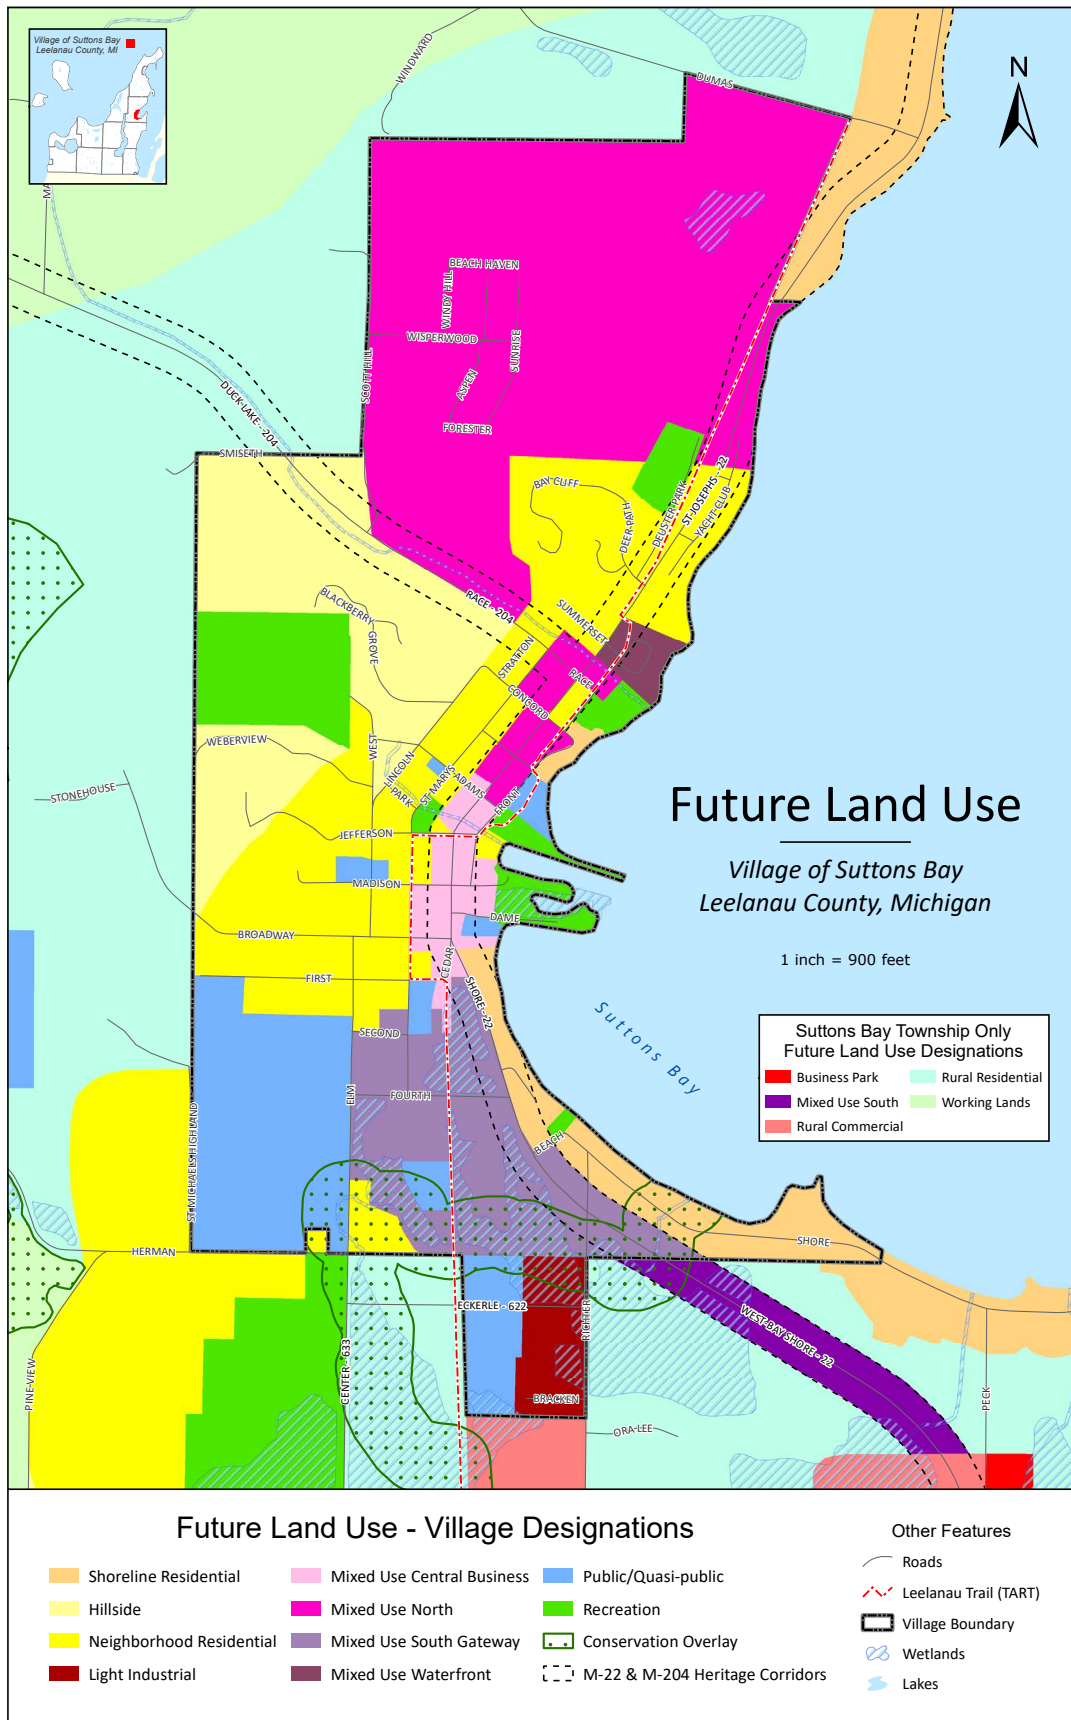 Village of Suttons Bay
Leelanau County, MI
WINDWARD
DUMAS
N
MA
BEACH HAVEN
WINDY HILL
WISPERWOOD
SUNRISE
ASPEN
SCOTT HILL
FORESTER
DUCK-LAKE - 204
SMISETH
BAY CLIFF
DEER-PATH
DEUSTER-PARK
ST JOSEPHS - 22
YACHT-CLUB
RACE - 204
SUMMERSET
BLACKBERRY
GROVE
STRATTON
RACE
CONCORD
WEBERVIEW
WEST
LINCOLN
PARK
ST MARYS
ADAMS
FRONT
STONEHOUSE
JEFFERSON
MADISON
DAME
BROADWAY
CEDAR
FIRST
SHORE - 22
SECOND
ELM
FOURTH
BEACH
ST MICHAELS HIGHLAND
HERMAN
SHORE
ECKERLE - 622
RICHTER
WEST-BAY SHORE - 22
CENTER - 633
PINE-VIEW
BRACKEN
ORA LEE
PECK
Future Land Use
Village of Suttons Bay
Leelanau County, Michigan
1 inch = 900 feet
Suttons Bay
Suttons Bay Township Only
Future Land Use Designations
Business Park
Rural Residential
Mixed Use South
Working Lands
Rural Commercial
Future Land Use - Village Designations
Shoreline Residential
Hillside
Neighborhood Residential
Light Industrial
Mixed Use Central Business
Mixed Use North
Mixed Use South Gateway
Mixed Use Waterfront
Public/Quasi-public
Recreation
Conservation Overlay
M-22 & M-204 Heritage Corridors
Other Features
Roads
Leelanau Trail (TART)
Village Boundary
Wetlands
Lakes